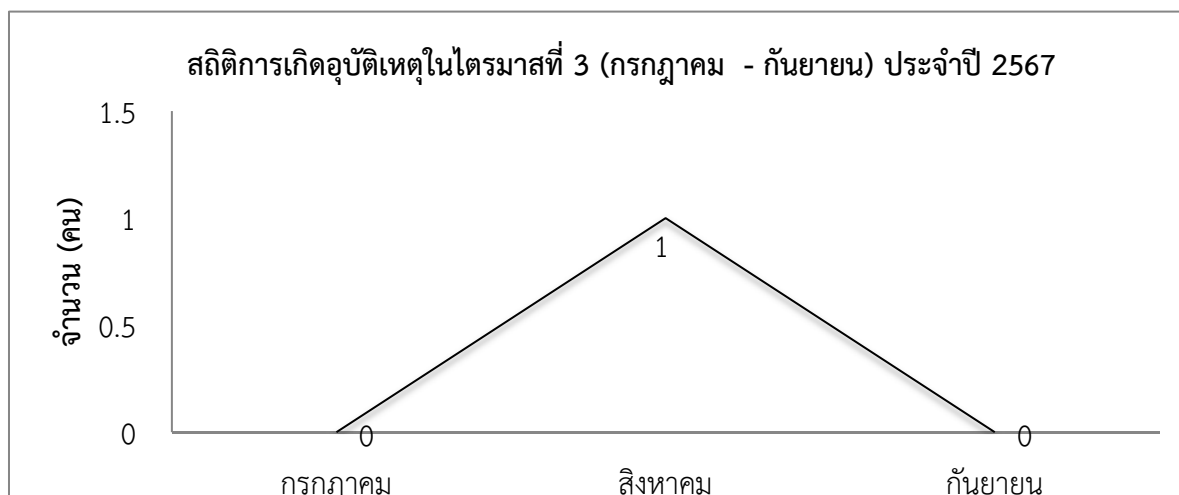 สถิติการเกิดอุบัติเหตุในไตรมาสที่ 3 (กรกฎาคม - กันยายน) ประจำปี 2567
1.5
1
0.5
0
จำนวน (คน)
0
1
0
กรกฎาคม
สิงหาคม
กันยายน